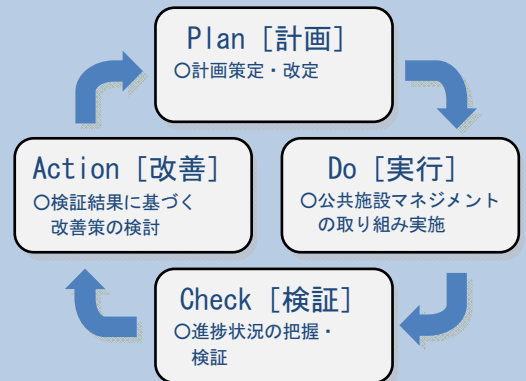 Plan [計画]
○計画策定・改定
Action [改善]
○検証結果に基づく
改善策の検討
Do [実行]
○公共施設マネジメント
の取り組み実施
Check [検証]
○進捗状況の把握・
検証